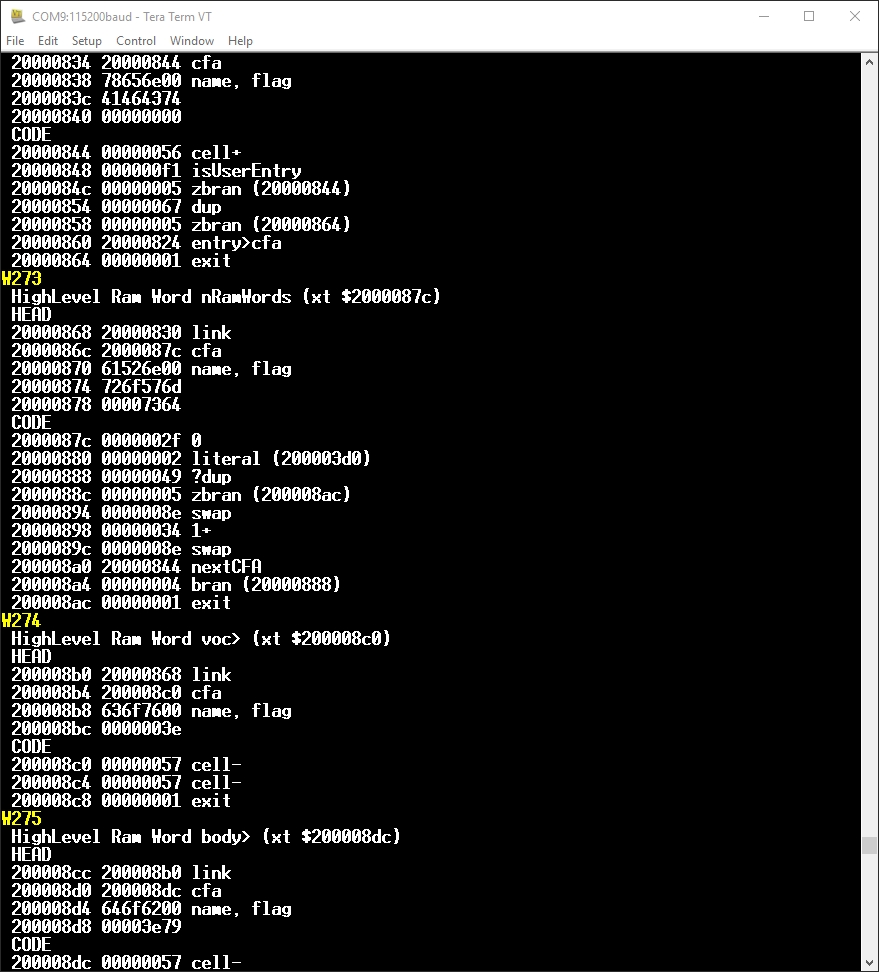 COM9:115200baud - Tera Term VT
File Edit Setup Control Window Help
20000834 20000844 cfa
20000838 78656e00 name, flag
2000083c 41464374
20000840 00000000
CODE
20000844 00000056 cell+
20000848 000000f1 isUserEntry
2000084c 00000005 zbran (20000844)
20000854 00000067 dup
20000858 00000005 zbran (20000864)
20000860 20000824 entry>cfa
20000864 00000001 exit
W273
HighLevel Ram Word nRamWords (xt $2000087c)
HEAD
20000868 20000830 link
2000086c 2000087c cfa
20000870 61526e00 name, flag
20000874 726f576d
20000878 00007364
CODE
2000087c 0000002f 0
20000880 00000002 literal (200003d0)
20000888 00000049 ?dup
2000088c 00000005 zbran (200008ac)
20000894 0000008e swap
20000898 00000034 1+
2000089c 0000008e swap
200008a0 20000844 nextCFA
200008a4 00000004 bran (20000888)
200008ac 00000001 exit
W274
HighLevel Ram Word voc> (xt $200008c0)
HEAD
200008b0 20000868 link
200008b4 200008c0 cfa
200008b8 636f7600 name, flag
200008bc 0000003e
CODE
200008c0 00000057 cell-
200008c4 00000057 cell-
200008c8 00000001 exit
W275
HighLevel Ram Word body> (xt $200008dc)
HEAD
200008cc 200008b0 link
200008d0 200008dc cfa
200008d4 646f6200 name, flag
200008d8 00003e79
CODE
200008dc 00000057 cell-